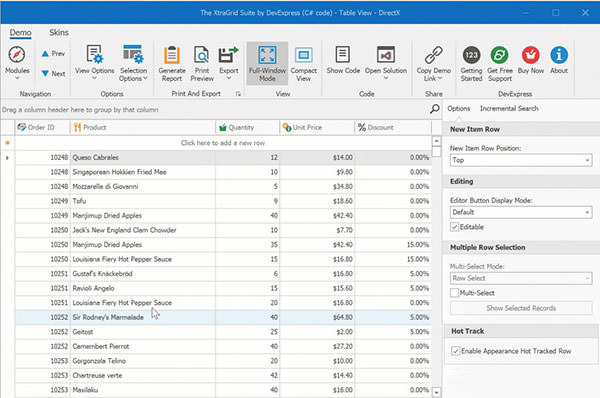 The XtraGrid Suite by DevExpress (C# code) - Table View - DirectX
Demo Skins
Modules
Prev
Next
Navigation
View Options
Selection Options
Options
Generate Report
Print Preview
Export
Print And Export
Full-Window Mode
Compact View
View
Show Code
Open Solution
Code
Copy Demo Link
Share
123
Getting Started
Get Free Support
Buy Now
About
DevExpress
Drag a column header here to group by that column
Order ID Product Quantity Unit Price % Discount
Click here to add a new row
10248 Queso Cabrales 12 $14.00 0.00%
10248 Singaporean Hokkien Fried Mee 10 $9.80 0.00%
10248 Mozzarella di Giovanni 5 $34.80 0.00%
10249 Tofu 9 $18.60 0.00%
10249 Manjimup Dried Apples 40 $42.40 0.00%
10250 Jack's New England Clam Chowder 10 $7.70 0.00%
10250 Manjimup Dried Apples 35 $42.40 15.00%
10250 Louisiana Fiery Hot Pepper Sauce 15 $16.80 15.00%
10251 Gustaf's Knäckebröd 6 $16.80 5.00%
10251 Ravioli Angelo 15 $15.60 5.00%
10251 Louisiana Fiery Hot Pepper Sauce 20 $16.80 0.00%
10252 Sir Rodney's Marmalade 40 $64.80 5.00%
10252 Geitost 25 $2.00 5.00%
10252 Camembert Pierrot 40 $27.20 0.00%
10253 Gorgonzola Telino 20 $10.00 0.00%
10253 Chartreuse verte 42 $14.40 0.00%
10253 Maxilaku 40 $16.00 0.00%
Options Incremental Search
New Item Row
New Item Row Position:
Top
Editing
Editor Button Display Mode:
Default
Editable
Multiple Row Selection
Multi-Select Mode:
Row Select
Multi-Select
Show Selected Records
Hot Track
Enable Appearance Hot Tracked Row